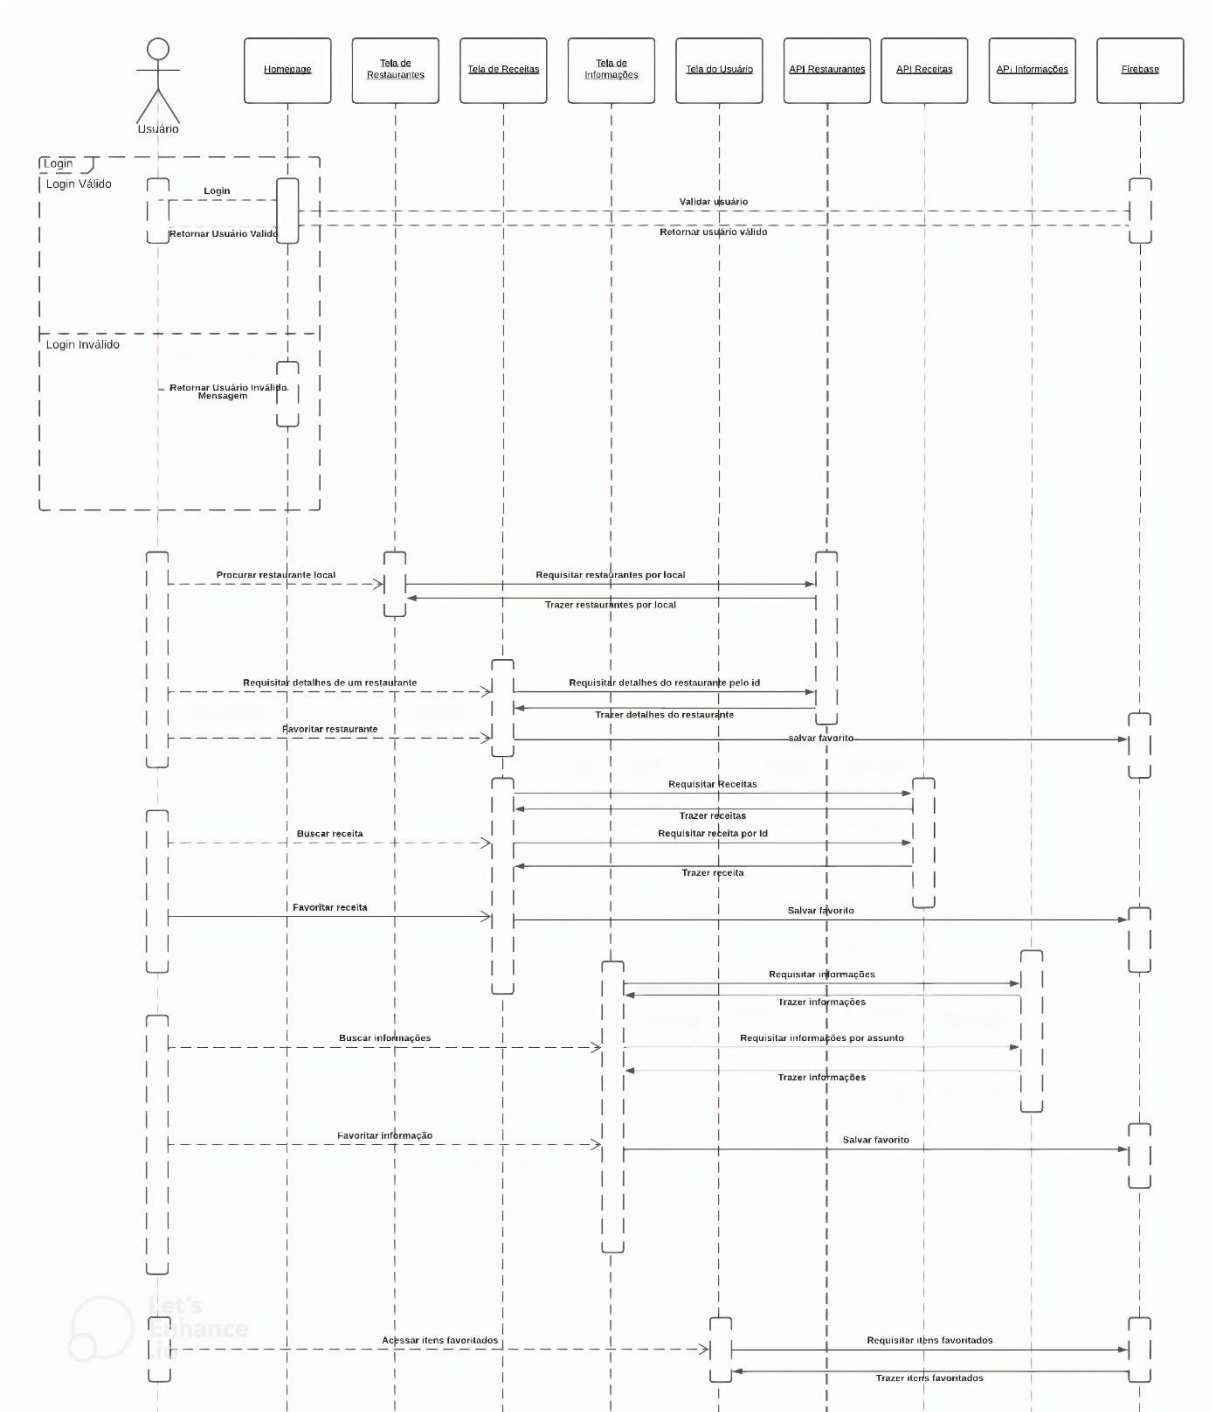 Usuário
Homepage
Tela de
Restaurantes
Tela de Receitas
Tela de
Informações
Tela do Usuário
API Restaurantes
API Receitas
APi Informações
Firebase
Login
Login Válido
Login
Validar usuário
Retornar Usuário Valido
Retornar usuário válido
Login Inválido
Retornar Usuário Inválido
Mensagem
Procurar restaurante local
Requisitar restaurantes por local
Trazer restaurantes por local
Requisitar detalhes de um restaurante
Requisitar detalhes do restaurante pelo id
Trazer detalhes do restaurante
Favoritar restaurante
salvar favorito
Requisitar Receitas
Trazer receitas
Buscar receita
Requisitar receita por Id
Trazer receita
Favoritar receita
Salvar favorito
Requisitar informações
Trazer informações
Buscar informações
Requisitar informações por assunto
Trazer informações
Favoritar informação
Salvar favorito
Let's
Enhance
.io
Acessar itens favoritados
Requisitar itens favoritados
Trazer itens favoritados